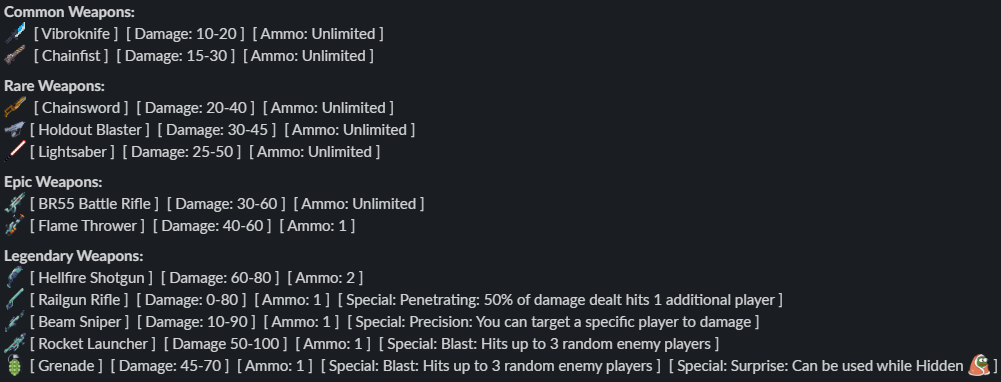 Common Weapons:
[ Vibroknife ] [ Damage: 10-20 ] [ Ammo: Unlimited ]
[ Chainfist ] [ Damage: 15-30 ] [ Ammo: Unlimited ]
Rare Weapons:
[ Chainsword ] [ Damage: 20-40 ] [ Ammo: Unlimited ]
[ Holdout Blaster ] [ Damage: 30-45 ] [ Ammo: Unlimited ]
[ Lightsaber ] [ Damage: 25-50 ] [ Ammo: Unlimited ]
Epic Weapons:
[ BR55 Battle Rifle ] [ Damage: 30-60 ] [ Ammo: Unlimited ]
[ Flame Thrower ] [ Damage: 40-60 ] [ Ammo: 1 ]
Legendary Weapons:
[ Hellfire Shotgun ] [ Damage: 60-80 ] [ Ammo: 2 ]
[ Railgun Rifle ] [ Damage: 0-80 ] [ Ammo: 1 ] [ Special: Penetrating: 50% of damage dealt hits 1 additional player ]
[ Beam Sniper ] [ Damage: 10-90 ] [ Ammo: 1 ] [ Special: Precision: You can target a specific player to damage ]
[ Rocket Launcher ] [ Damage 50-100 ] [ Ammo: 1 ] [ Special: Blast: Hits up to 3 random enemy players ]
[ Grenade ] [ Damage: 45-70 ] [ Ammo: 1 ] [ Special: Blast: Hits up to 3 random enemy players ] [ Special: Surprise: Can be used while Hidden ]